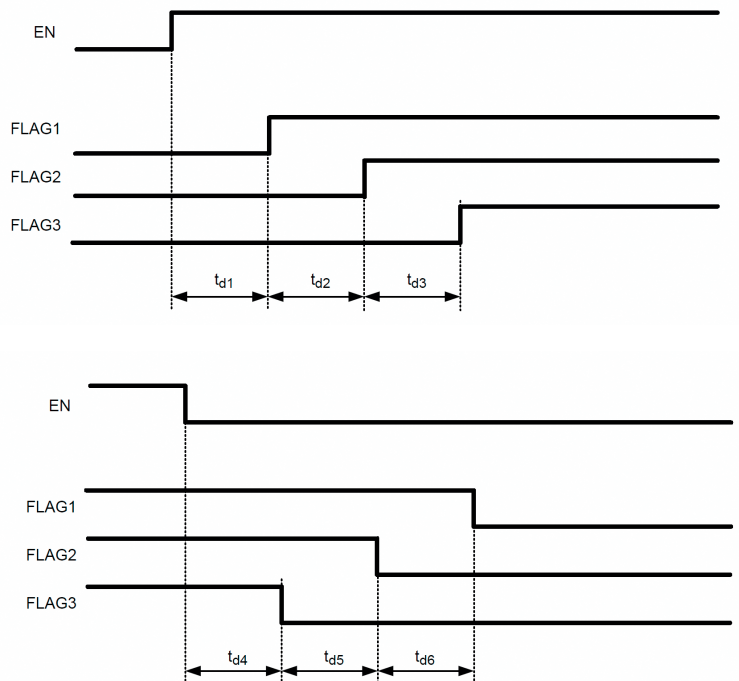 EN
FLAG1
FLAG2
FLAG3
td1 td2 td3
EN
FLAG1
FLAG2
FLAG3
td4 td5 td6